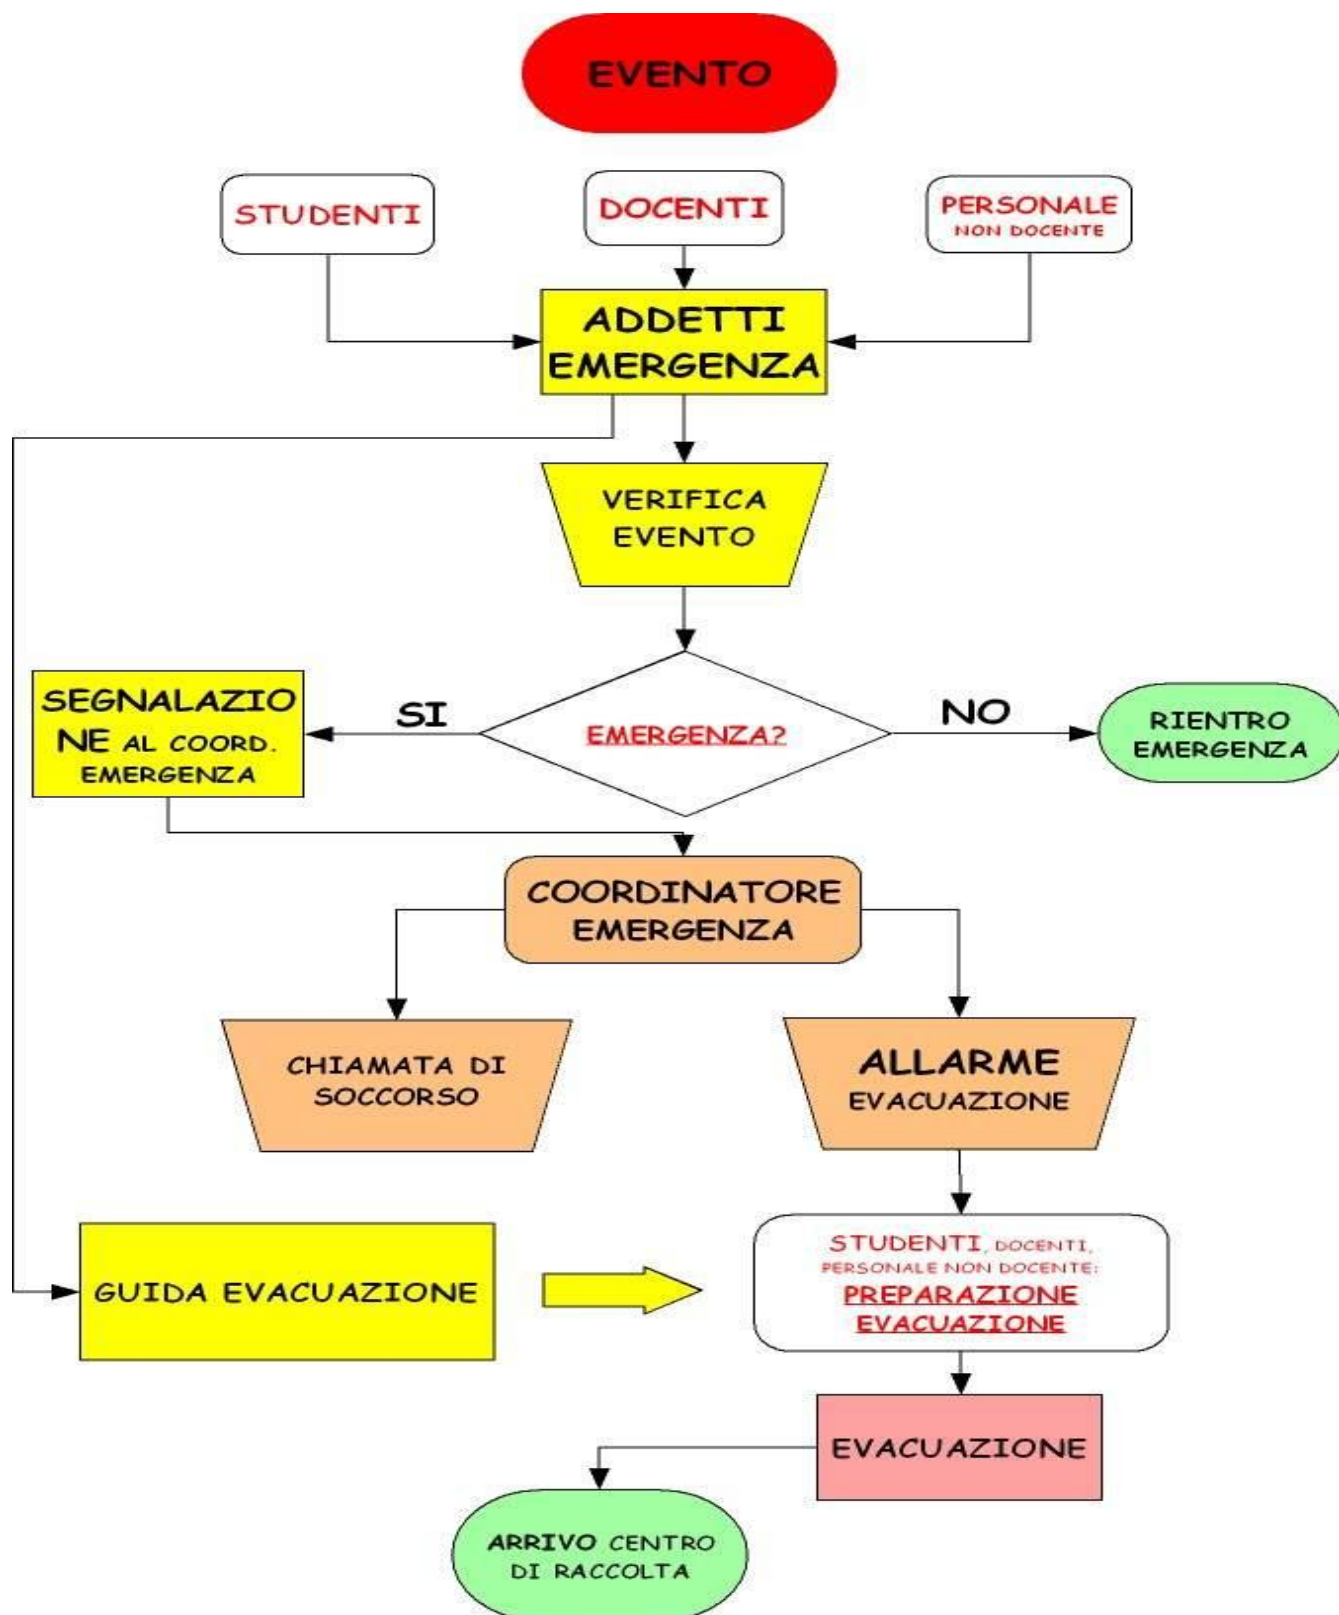 EVENTO
STUDENTI
DOCENTI
PERSONALE
NON DOCENTE
ADDETTI
EMERGENZA
VERIFICA
EVENTO
SEGNALAZIO
NE AL COORD.
EMERGENZA
SI
EMERGENZA?
NO
RIENTRO
EMERGENZA
COORDINATORE
EMERGENZA
CHIAMATA DI
SOCCORSO
ALLARME
EVACUAZIONE
GUIDA EVACUAZIONE
STUDENTI, DOCENTI,
PERSONALE NON DOCENTE:
PREPARAZIONE
EVACUAZIONE
EVACUAZIONE
ARRIVO CENTRO
DI RACCOLTA